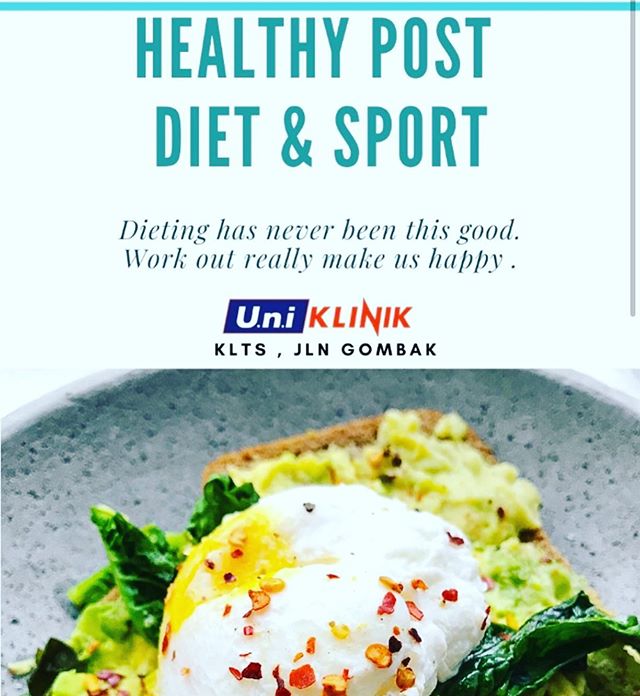 HEALTHY POST
DIET & SPORT
Dieting has never been this good.
Work out really make us happy .
U.n.i KLINIK
KLTS , JLN GOMBAK